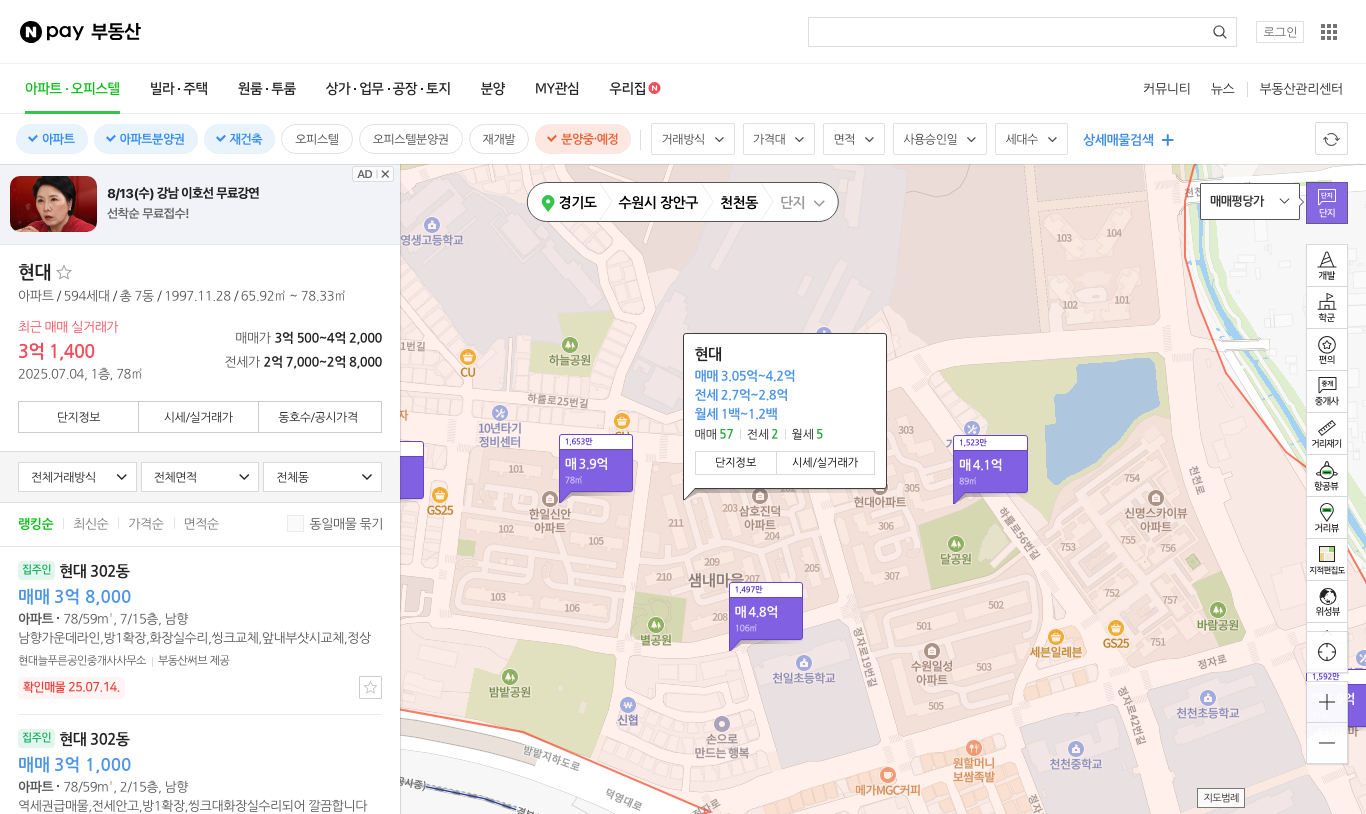 N pay 부동산
로그인
아파트·오피스텔 빌라·주택 원룸·투룸 상가·업무·공장·토지 분양 MY관심 우리집 N
커뮤니티 뉴스 부동산관리센터
아파트 아파트분양권 재건축 오피스텔 오피스텔분양권 재개발 분양중·예정 거래방식 가격대 면적 사용승인일 세대수 상세매물검색
8/13(수) 강남 이호선 무료강연
선착순 무료접수!
AD
현대
아파트 / 594세대 / 총 7동 / 1997.11.28 / 65.92㎡ ~ 78.33㎡
최근 매매 실거래가
3억 1,400
2025.07.04, 1층, 78㎡
매매가 3억 500~4억 2,000
전세가 2억 7,000~2억 8,000
단지정보 시세/실거래가 동호수/공시가격
전체거래방식 전체면적 전체동
랭킹순 최신순 가격순 면적순 동일매물 묶기
집주인 현대 302동
매매 3억 8,000
아파트 · 78/59㎡, 7/15층, 남향
남향가운데라인,방1확장,화장실수리,씽크교체,앞내부샷시교체,정상
현대늘푸른공인중개사사무소 부동산써브 제공
확인매물 25.07.14.
집주인 현대 302동
매매 3억 1,000
아파트 · 78/59㎡, 2/15층, 남향
역세권급매물,전세안고,방1확장,씽크대화장실수리되어 깔끔합니다
경기도 수원시 장안구 천천동 단지
매매평당가
단지
단지
개발
학군
편의
중개
중개사
거리재기
항공뷰
거리뷰
지적편집도
위성뷰
지도범례
현대
매매 3.05억~4.2억
전세 2.7억~2.8억
월세 1백~1.2백
매매 57 전세 2 월세 5
단지정보 시세/실거래가
1,653만
매 3.9억
78㎡
1,523만
매 4.1억
89㎡
1,497만
매 4.8억
106㎡
1,592만
영생고등학교
103
104
102
101
1번길
CU
하늘공원
하률로25번길
10년타기
정비센터
GS25
101
한일신안
아파트
102
105
103
106
211
203
삼호진덕
아파트
204
210
208
207
205
209
샘내마을
별공원
밤밭공원
신협
손으로
만드는 행복
천일초등학교
303
305
현대아파트
306
307
달공원
하률로56번길
천천로
754
신명스카이뷰
아파트
753
755
756
752
751
바람공원
502
501
503
505
수원일성
아파트
세븐일레븐
GS25
정자로
정자로19번길
정자로42번길
천천초등학교
천천중학교
원할머니
보쌈족발
메가MGC커피
밤밭지하도로
덕영대로
정자로